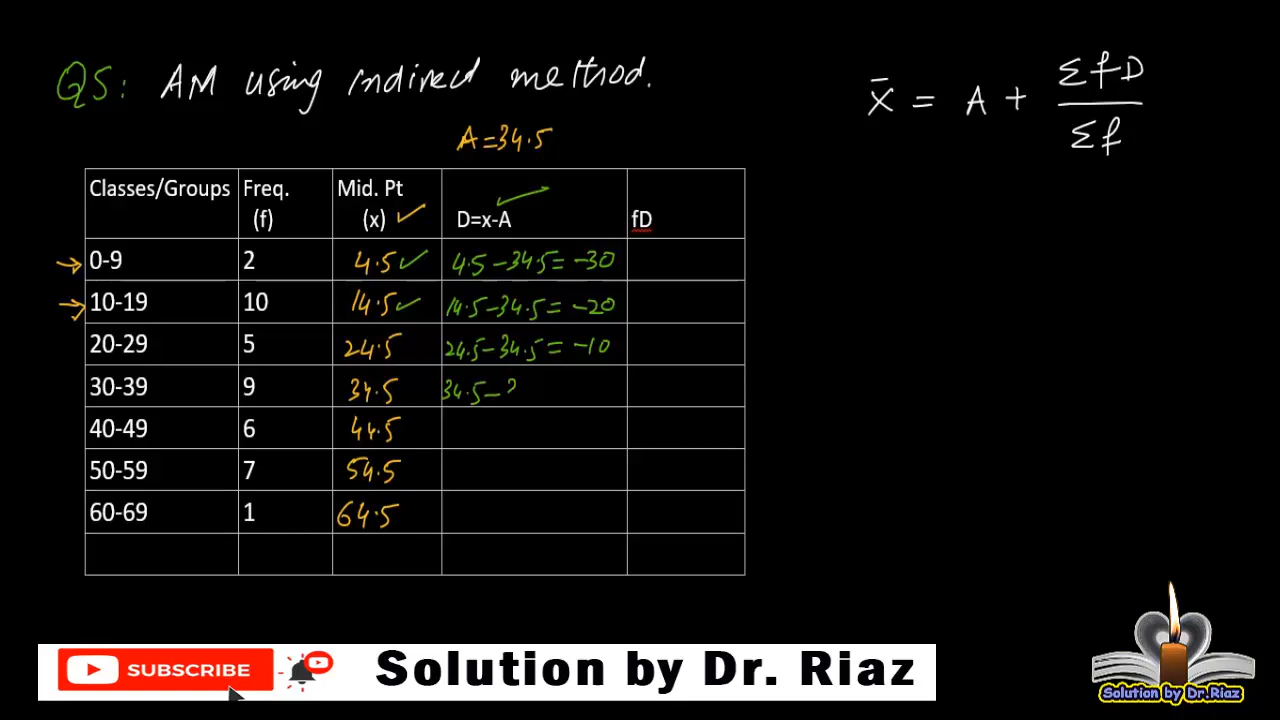 Q5: AM using indirect method.
X̄ = A + ΣfD / Σf
A=34.5
Classes/Groups Freq. (f) Mid. Pt (x) ✓ D=x-A ✓ fD
→ 0-9 2 4.5 ✓ 4.5-34.5= -30
→ 10-19 10 14.5 ✓ 14.5-34.5= -20
20-29 5 24.5 24.5-34.5= -10
30-39 9 34.5 34.5-
40-49 6 44.5
50-59 7 54.5
60-69 1 64.5
SUBSCRIBE Solution by Dr. Riaz
Solution by Dr.Riaz